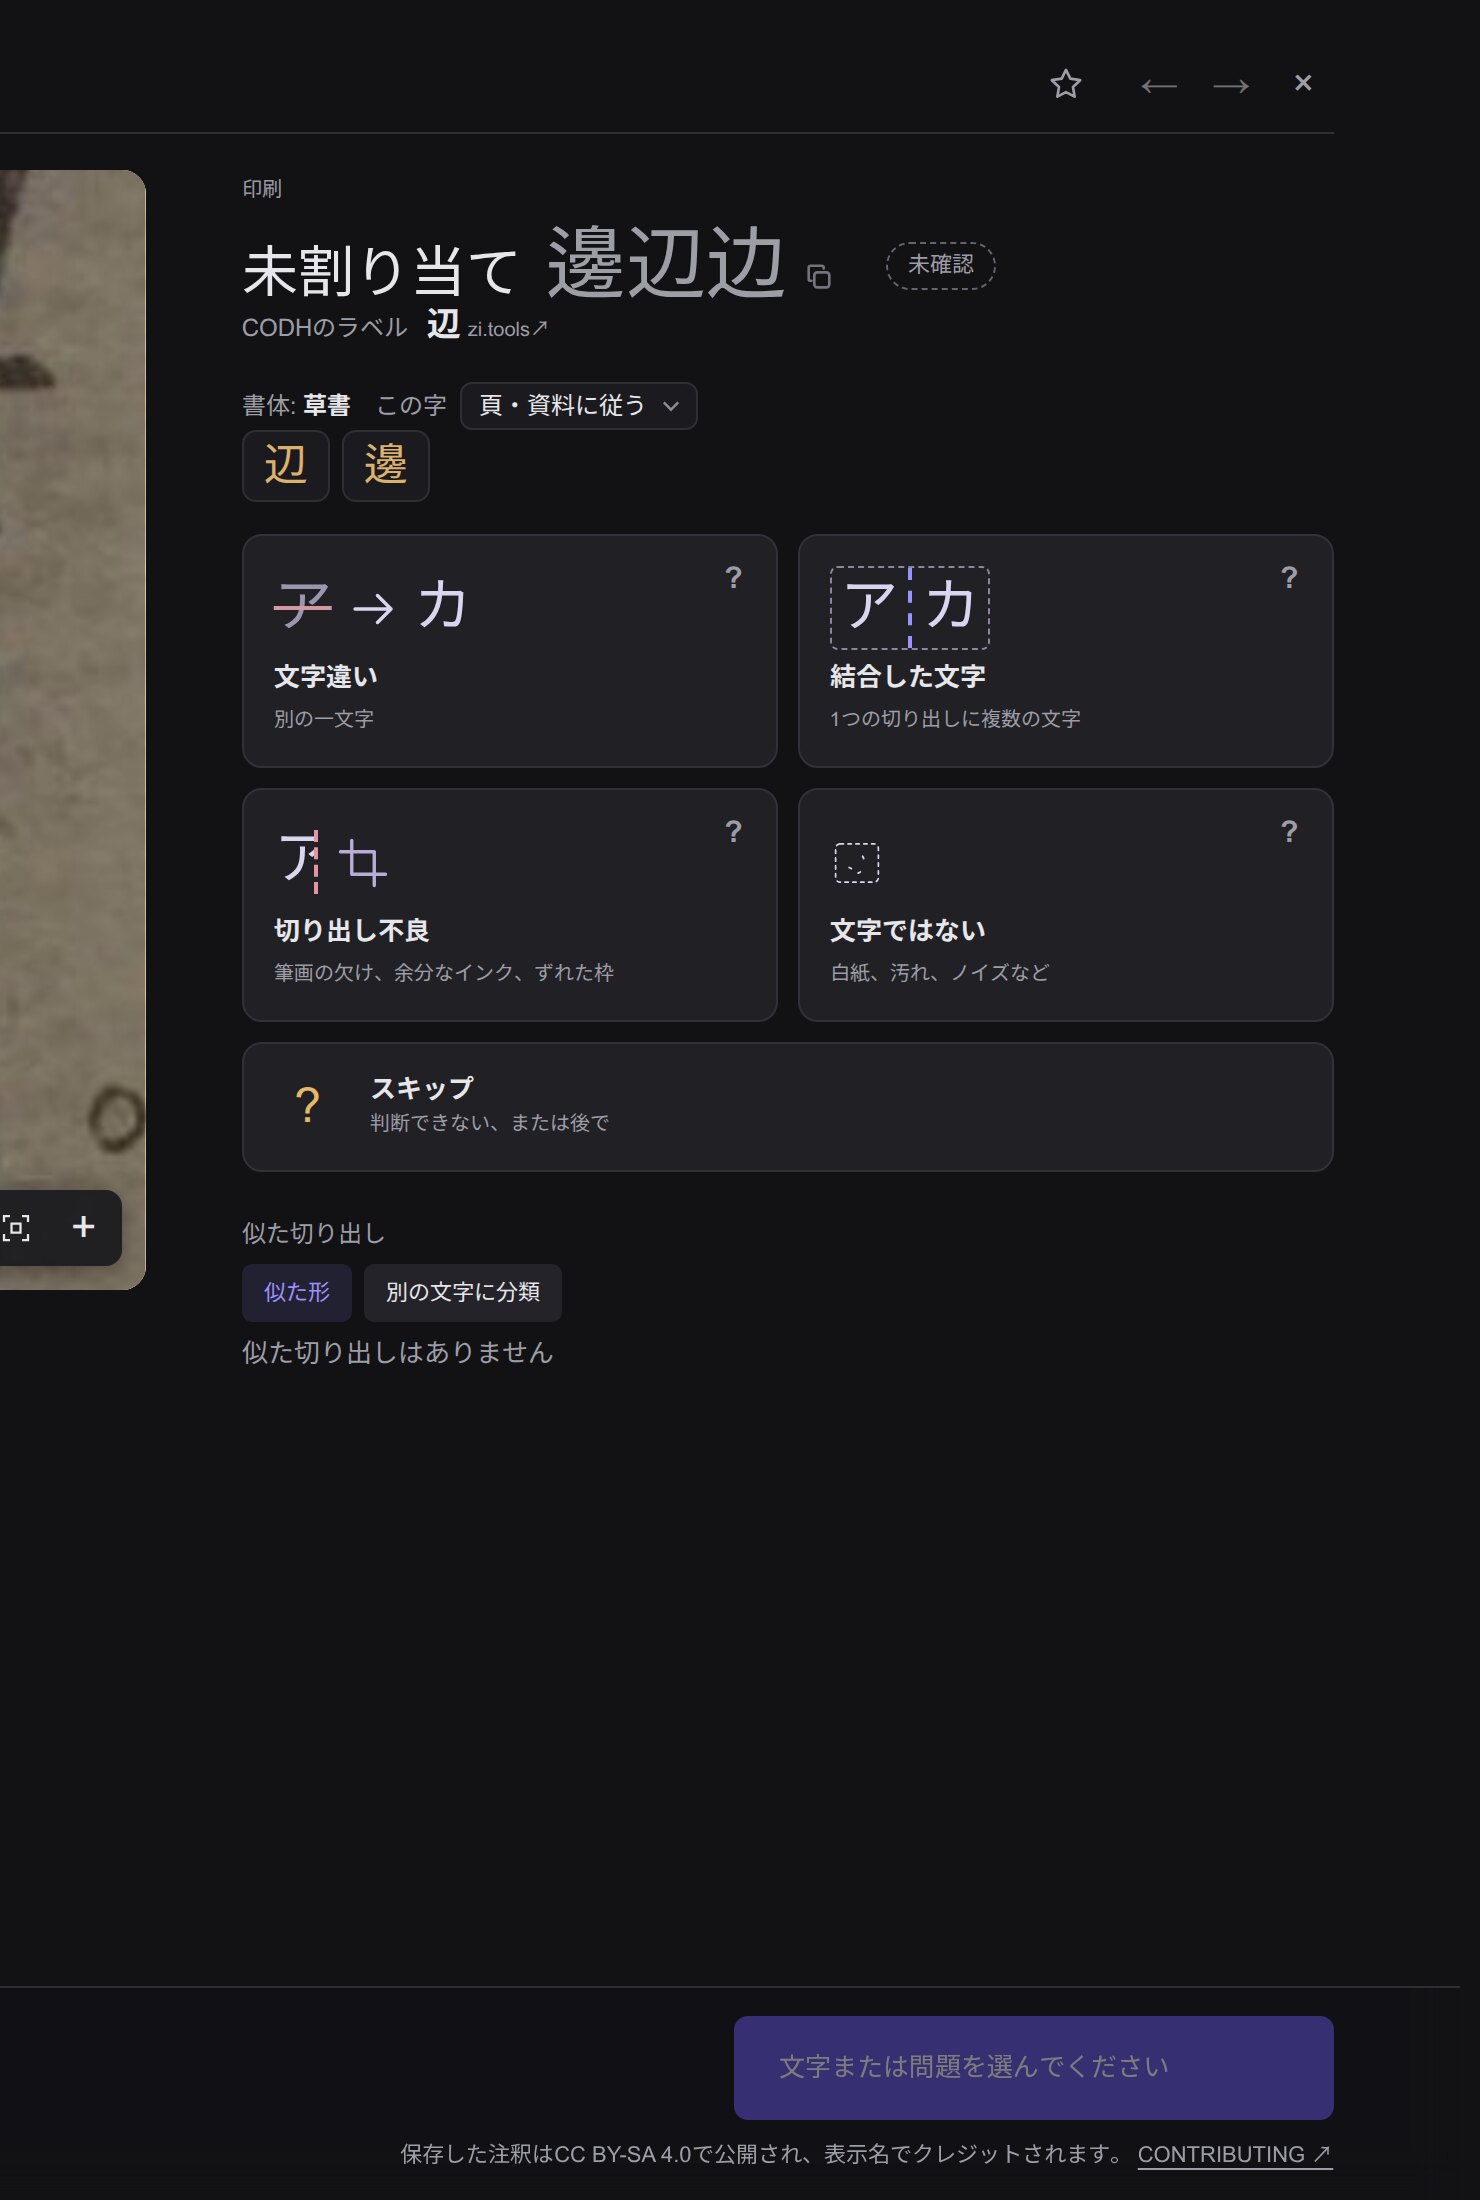 印刷
未割り当て 邊辺边 未確認
CODHのラベル 辺 zi.tools↗
書体: 草書 この字 頁・資料に従う
辺 邊
ア → カ ?
文字違い
別の一文字
ア カ ?
結合した文字
1つの切り出しに複数の文字
ア ?
切り出し不良
筆画の欠け、余分なインク、ずれた枠
?
文字ではない
白紙、汚れ、ノイズなど
? スキップ
判断できない、または後で
似た切り出し
似た形 別の文字に分類
似た切り出しはありません
文字または問題を選んでください
保存した注釈はCC BY-SA 4.0で公開され、表示名でクレジットされます。 CONTRIBUTING ↗